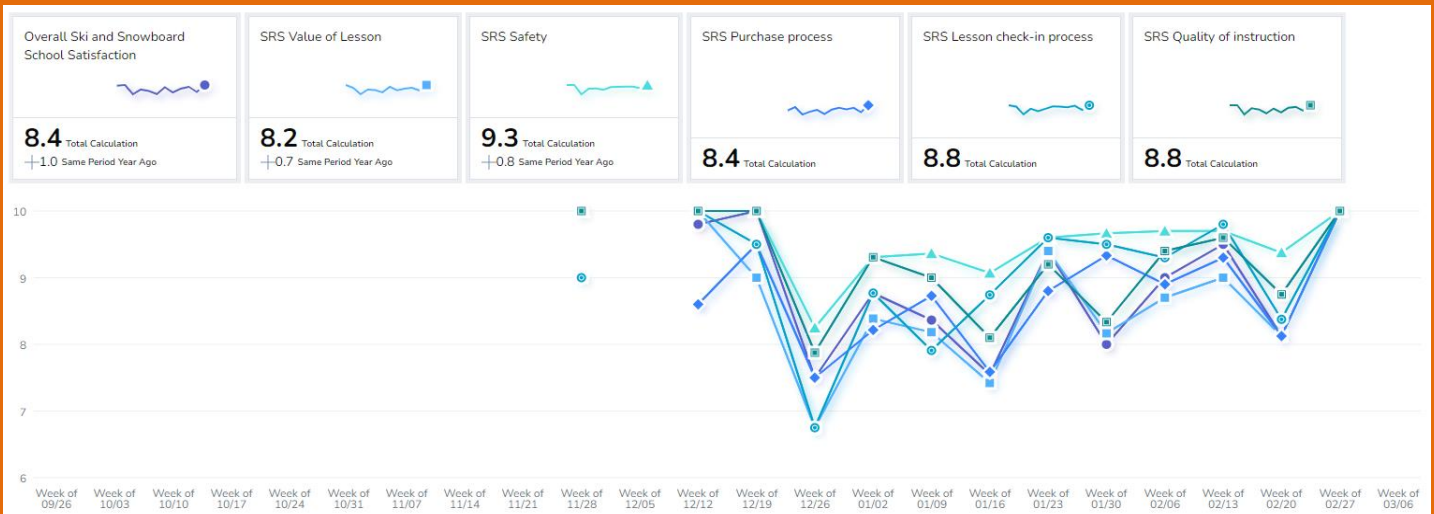 Overall Ski and Snowboard
School Satisfaction
8.4 Total Calculation
+1.0 Same Period Year Ago
SRS Value of Lesson
8.2 Total Calculation
+0.7 Same Period Year Ago
SRS Safety
9.3 Total Calculation
+0.8 Same Period Year Ago
SRS Purchase process
8.4 Total Calculation
SRS Lesson check-in process
8.8 Total Calculation
SRS Quality of instruction
8.8 Total Calculation
10
9
8
7
6
Week of Week of Week of Week of Week of Week of Week of Week of Week of Week of Week of Week of Week of Week of Week of Week of Week of Week of Week of Week of Week of Week of Week of Week of
09/26 10/03 10/10 10/17 10/24 10/31 11/07 11/14 11/21 11/28 12/05 12/12 12/19 12/26 01/02 01/09 01/16 01/23 01/30 02/06 02/13 02/20 02/27 03/06